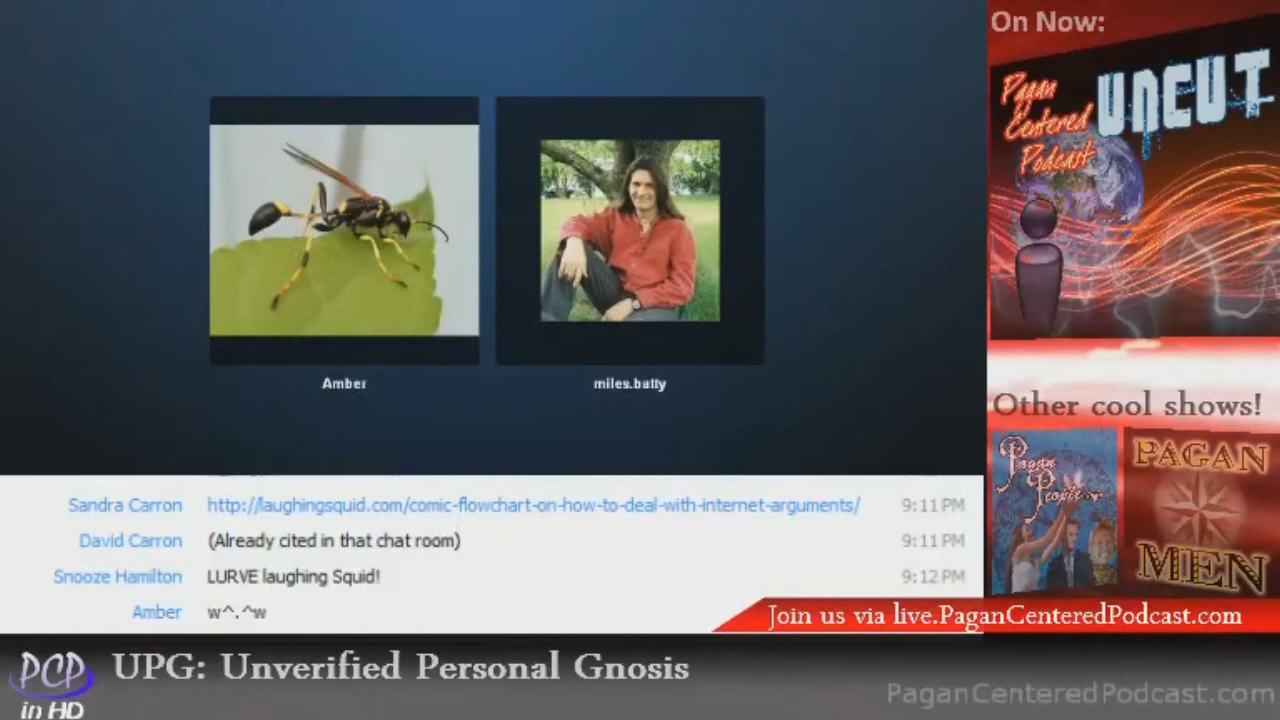 On Now:
Pagan
Centered
Podcast
UNCUT
Amber
miles.batty
Other cool shows!
Pagan
People
PAGAN
MEN
Sandra Carron http://laughingsquid.com/comic-flowchart-on-how-to-deal-with-internet-arguments/ 9:11 PM
David Carron (Already cited in that chat room) 9:11 PM
Snooze Hamilton LURVE laughing Squid! 9:12 PM
Amber w^.^w
Join us via live.PaganCenteredPodcast.com
PCP
in HD
UPG: Unverified Personal Gnosis
PaganCenteredPodcast.com